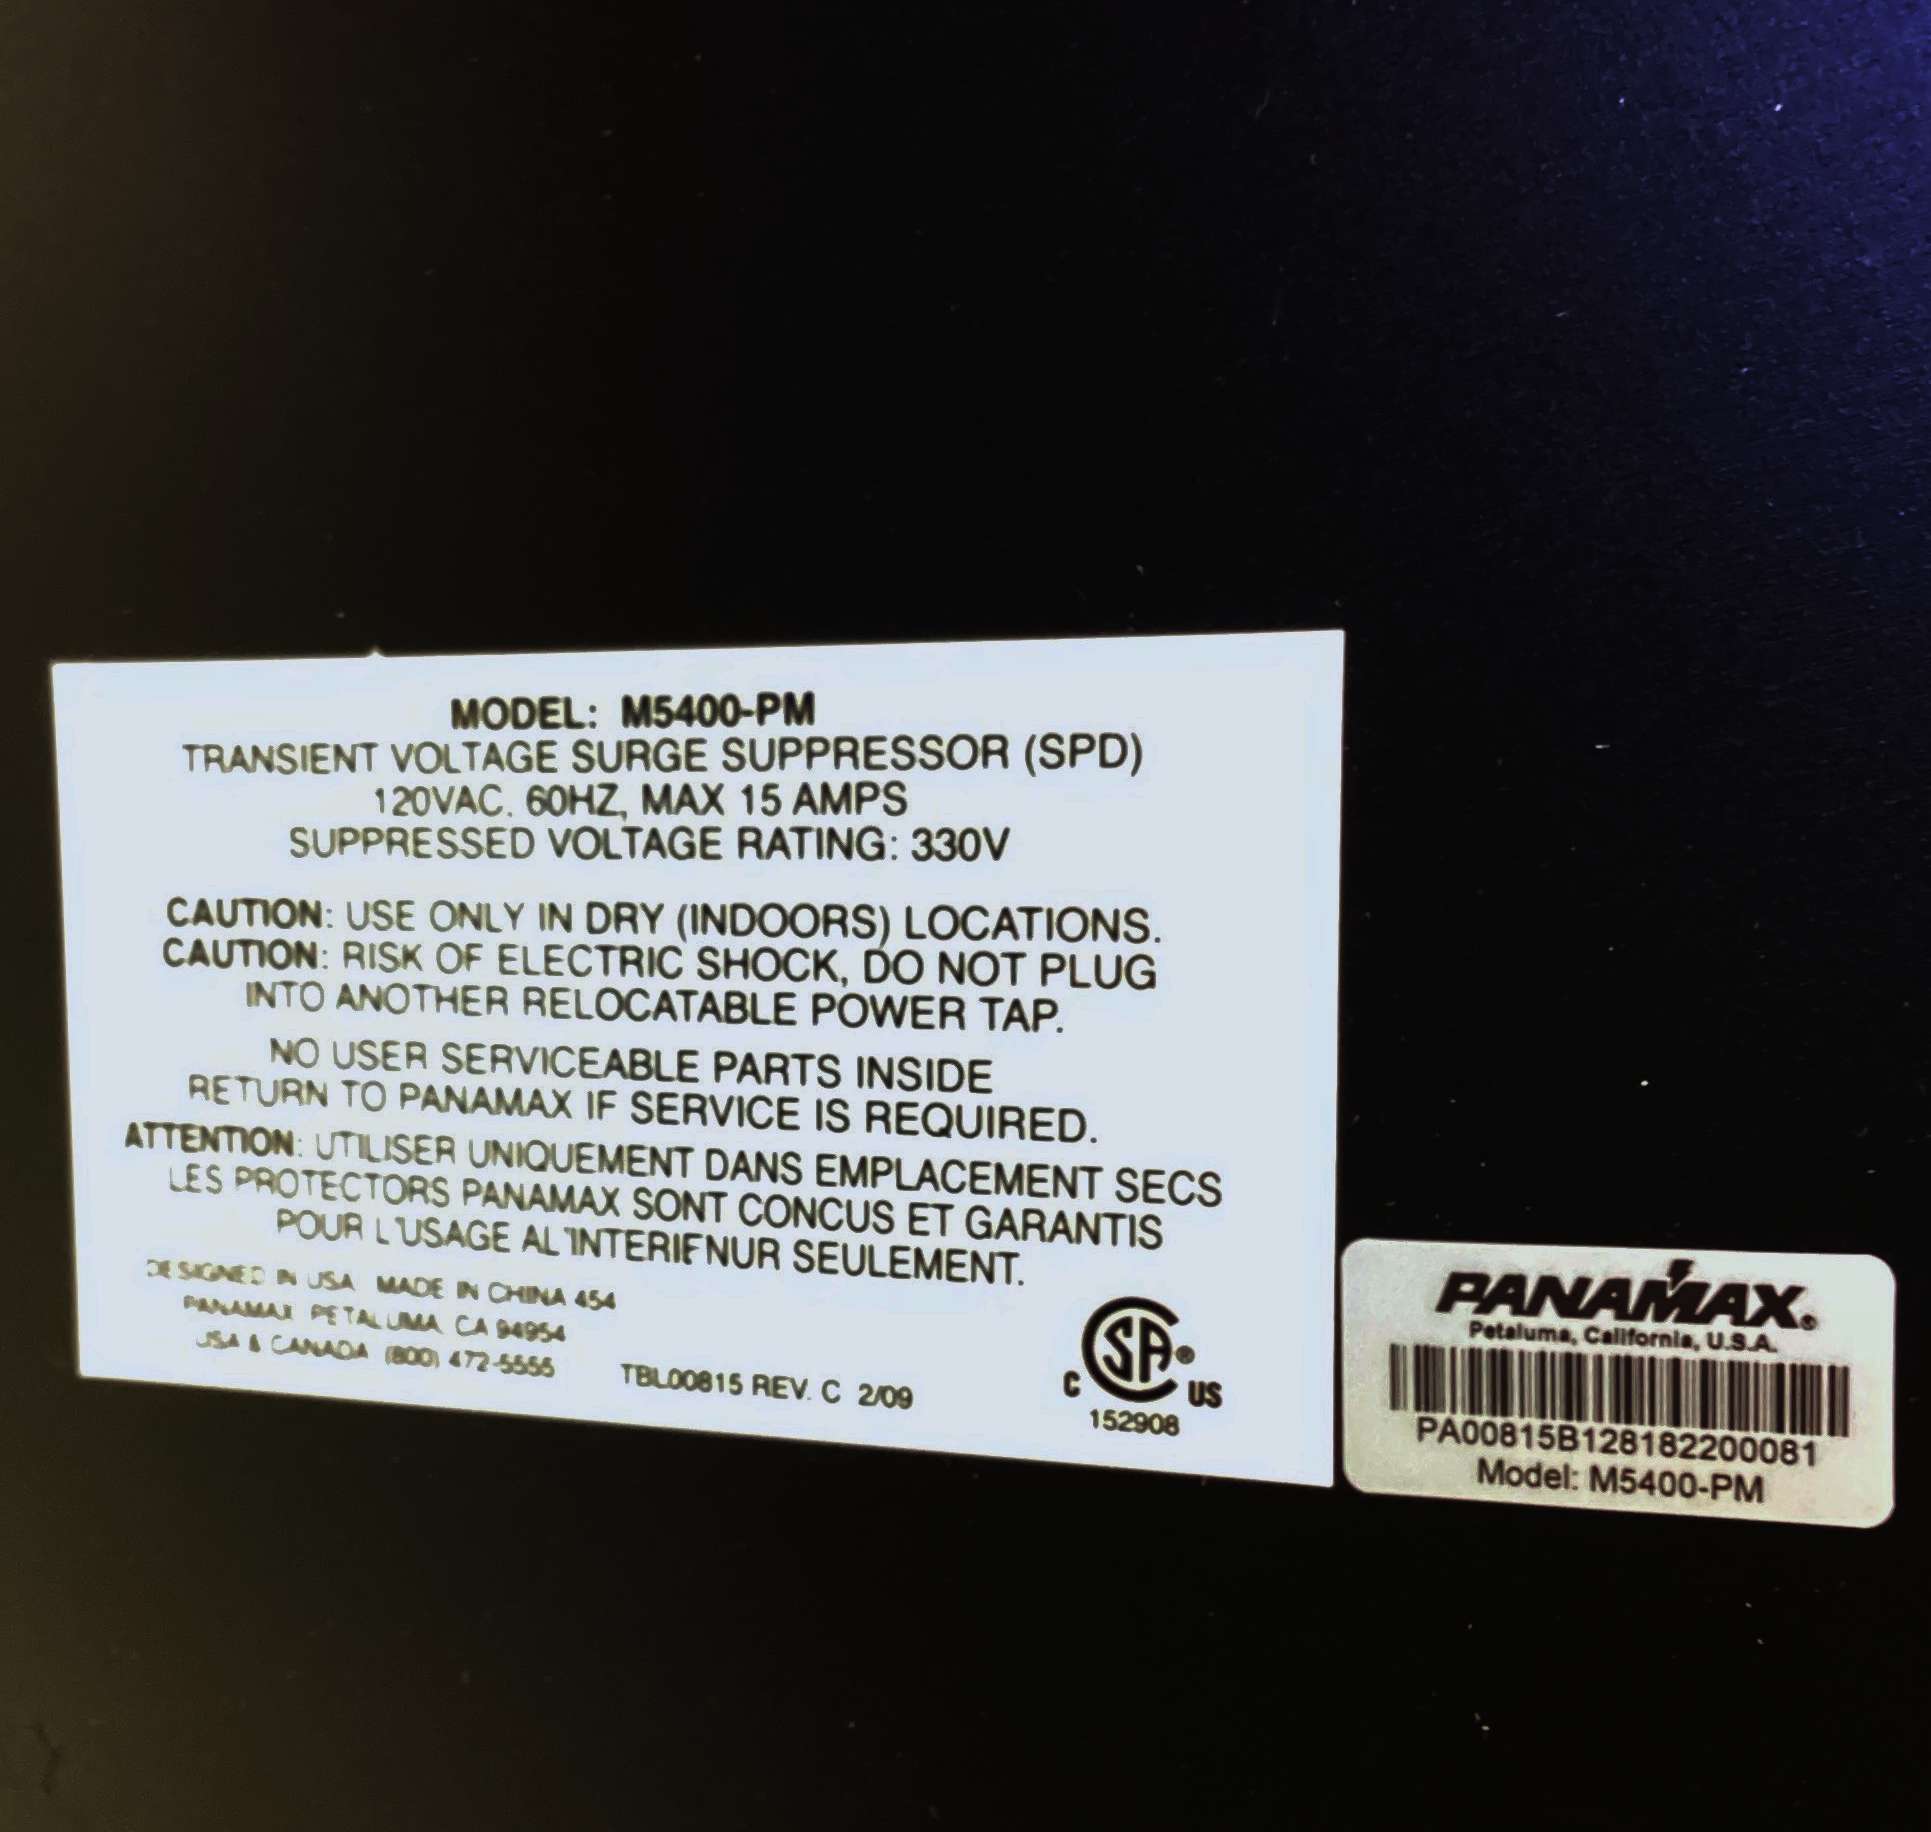 MODEL: M5400-PM
TRANSIENT VOLTAGE SURGE SUPPRESSOR (SPD)
120VAC. 60HZ, MAX 15 AMPS
SUPPRESSED VOLTAGE RATING: 330V
CAUTION: USE ONLY IN DRY (INDOORS) LOCATIONS.
CAUTION: RISK OF ELECTRIC SHOCK, DO NOT PLUG
INTO ANOTHER RELOCATABLE POWER TAP.
NO USER SERVICEABLE PARTS INSIDE
RETURN TO PANAMAX IF SERVICE IS REQUIRED.
ATTENTION: UTILISER UNIQUEMENT DANS EMPLACEMENT SECS
LES PROTECTORS PANAMAX SONT CONCUS ET GARANTIS
POUR L'USAGE AL'INTERIENUR SEULEMENT.
DESIGNED IN USA MADE IN CHINA 454
PANAMAX PETALUMA, CA 94954
USA & CANADA (800) 472-5555
TBL00815 REV. C 2/09
C SA® US
152908
PANAMAX®
Petaluma, California, U.S.A.
PA00815B128182200081
Model: M5400-PM